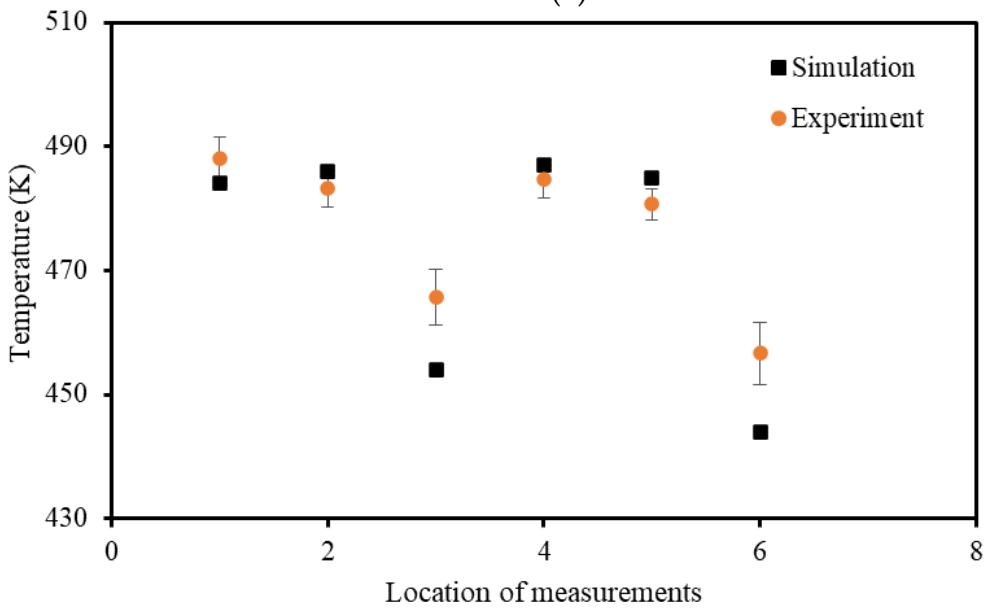 510
Simulation
Experiment
490
470
450
430
Temperature (K)
0 2 4 6 8
Location of measurements